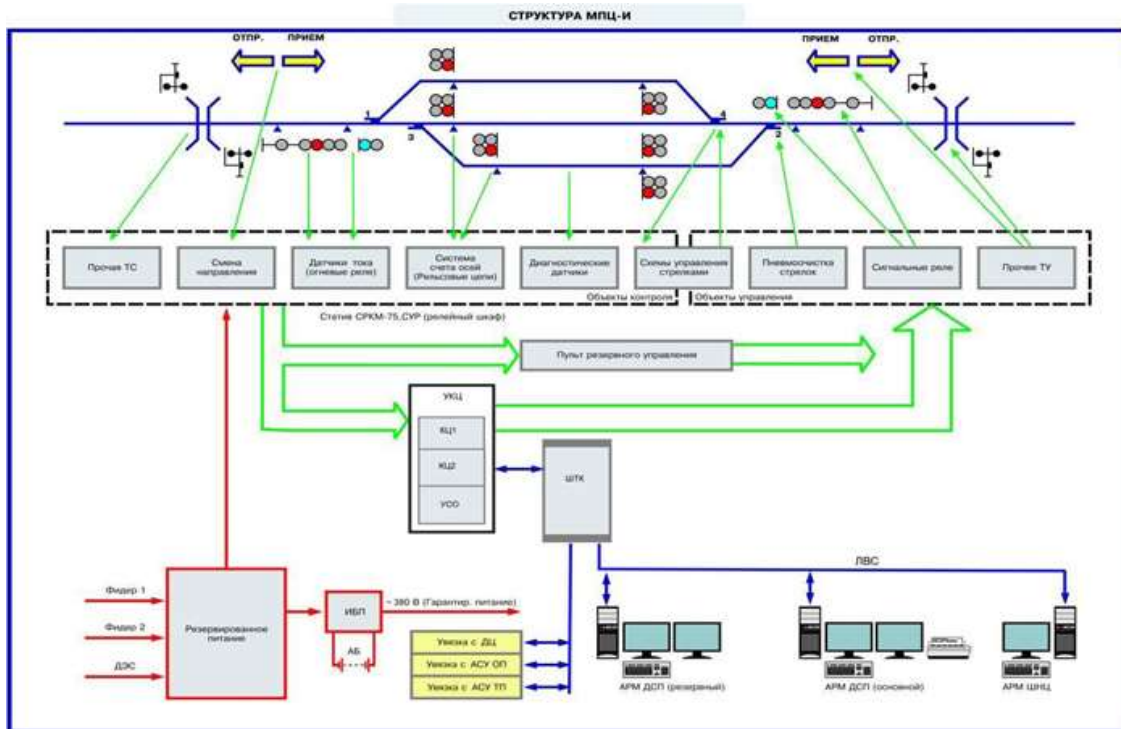 СТРУКТУРА МПЦ-И
ОТПР. ПРИЕМ
ПРИЕМ ОТПР.
1
3
4
2
Прочая ТС
Смена
направления
Датчики тока
(огневые реле)
Система
счета осей
(Рельсовые цепи)
Диагностические
датчики
Схемы управления
стрелками
Пневмоочистка
стрелок
Сигнальные реле
Прочее ТУ
Объекты контроля
Объекты управления
Статив СРКМ-75,СУР (релейный шкаф)
Пульт резервного управления
УКЦ
КЦ1
КЦ2
УСО
ШТК
ЛВС
Фидер 1
Фидер 2
ДЭС
Резервированное
питание
ИБП
АБ
~ 380 В (Гарантир. питание)
Увязка с ДЦ
Увязка с АСУ ОП
Увязка с АСУ ТП
АРМ ДСП (резервный)
АРМ ДСП (основной)
АРМ ШНЦ